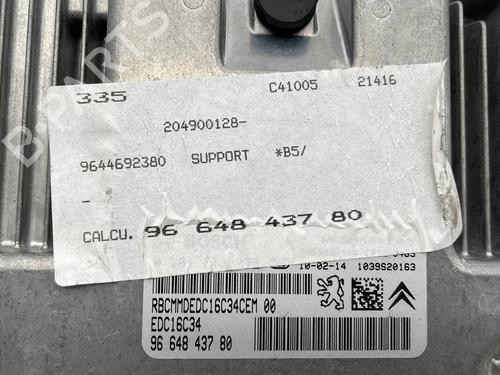 335
C41005
21416
204900128-
9644692380 SUPPORT *B5/
-
CALCU. 96 648 437 80
10-02-14 1039S20163
RBCMMDEDC16C34CEM 00
EDC16C34
96 648 437 80
B-PARTS